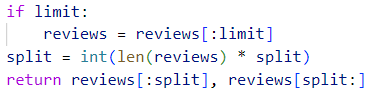 if limit:
    reviews = reviews[:limit]
split = int(len(reviews) * split)
return reviews[:split], reviews[split:]